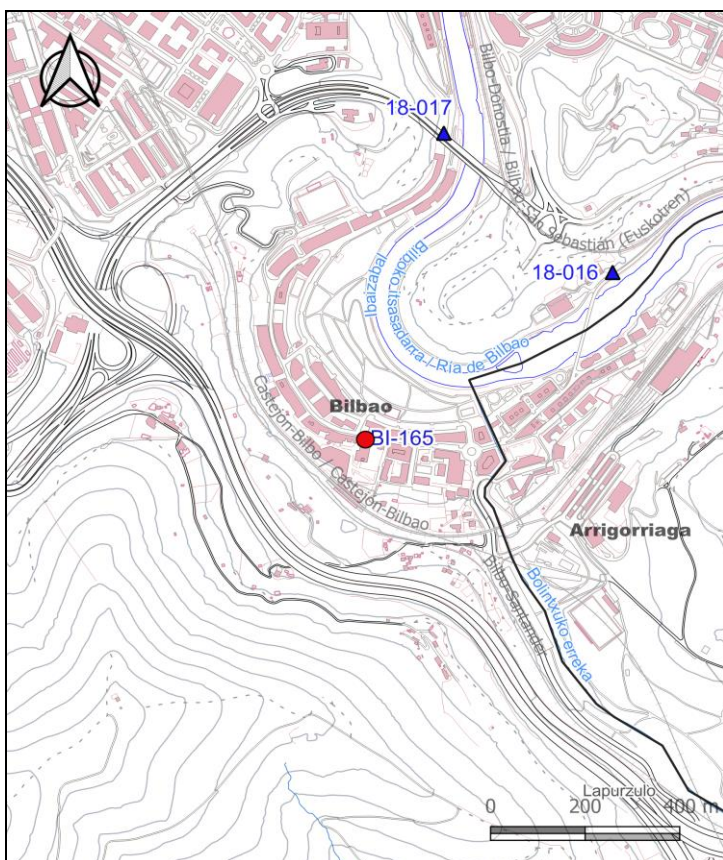 18-017
Bilbo-Donostia / Bilbao-San Sebastián (Euskotren)
18-016
Ibaizabal
Bilboko itsasadarra / Ría de Bilbao
Bilbao
BI-165
Castejón-Bilbo / Castejón-Bilbao
Arrigorriaga
Bilbo-Santander
Bolintxuko erreka
Lapurzulo
0 200 400 m